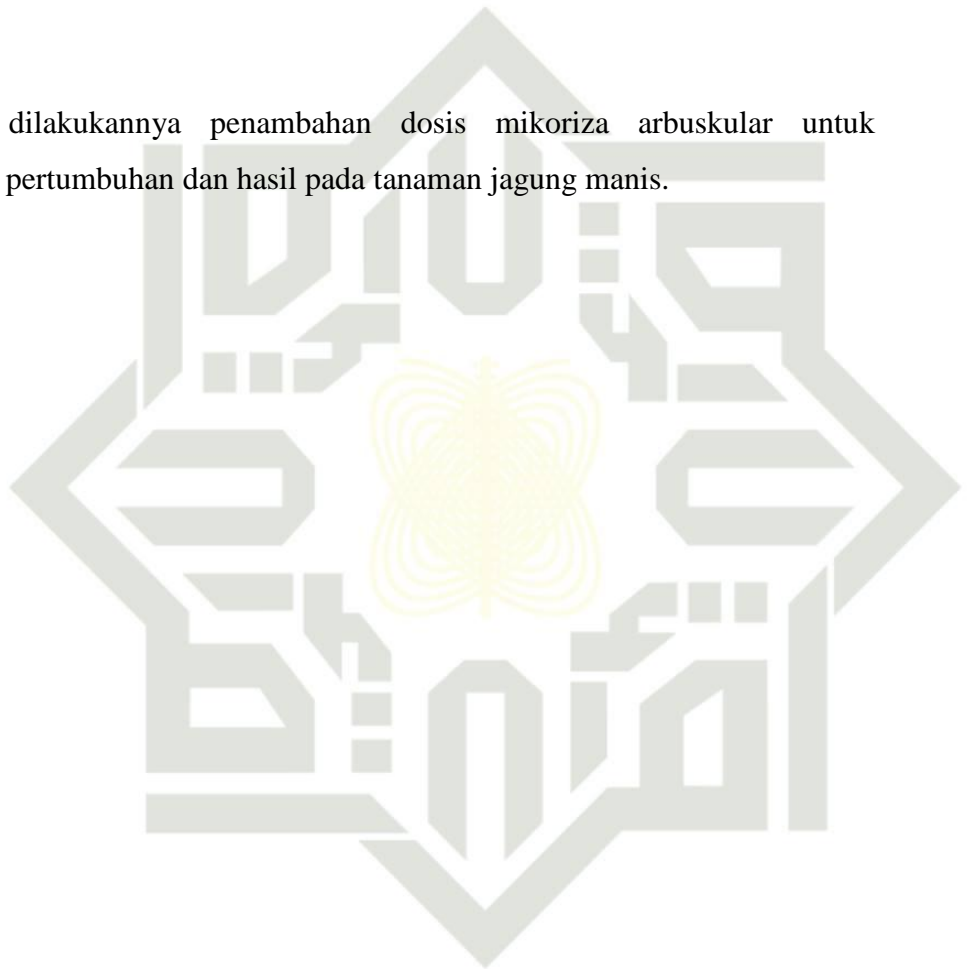 dilakukannya penambahan dosis mikoriza arbuskular untuk
pertumbuhan dan hasil pada tanaman jagung manis.